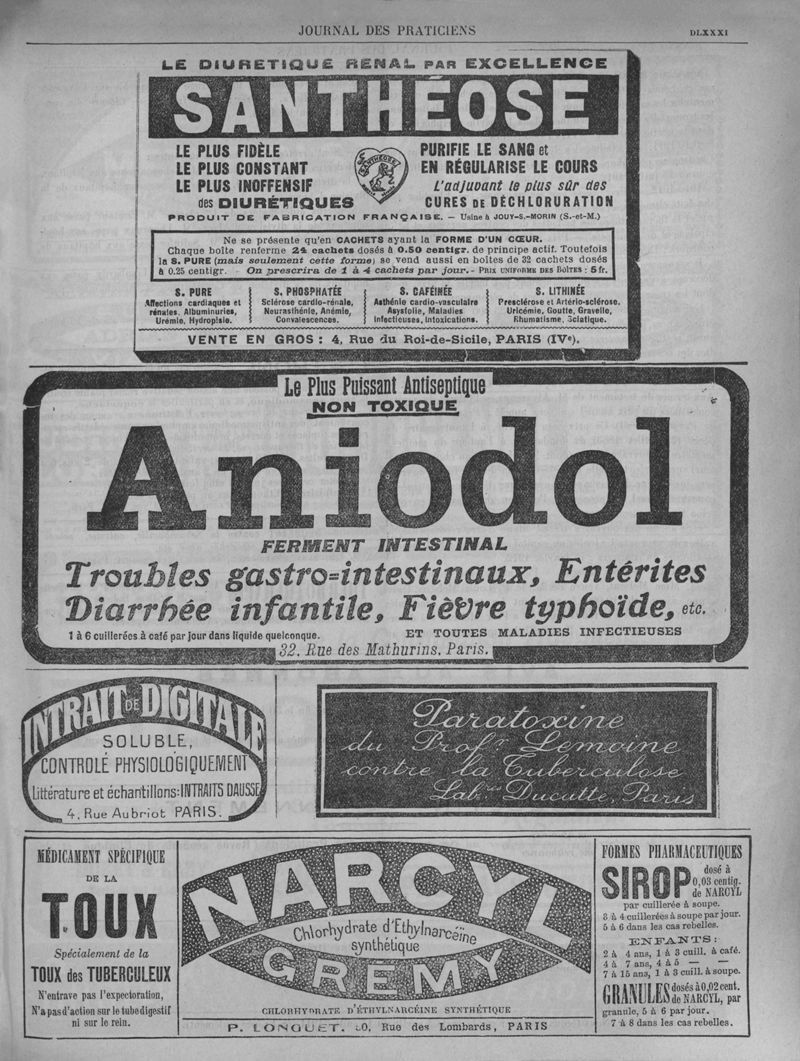 JOURNAL DES PRATICIENS
DLXXXI
LE DIURETIQUE RENAL PAR EXCELLENCE
SANTHÉOSE
LE PLUS FIDÈLE
LE PLUS CONSTANT
LE PLUS INOFFENSIF
des DIURÉTIQUES
SANTHÉOSE
PURIFIE LE SANG et
EN RÉGULARISE LE COURS
L'adjuvant le plus sûr des
CURES DE DÉCHLORURATION
PRODUIT DE FABRICATION FRANÇAISE. — Usine à JOUY-S.-MORIN (S.-et-M.)
Ne se présente qu'en CACHETS ayant la FORME D'UN CŒUR.
Chaque boîte renferme 24 cachets dosés à 0.50 centigr. de principe actif. Toutefois
la S. PURE (mais seulement cette forme) se vend aussi en boîtes de 32 cachets dosés
à 0.25 centigr. - On prescrira de 1 à 4 cachets par jour. - PRIX UNIFORME DES BOÎTES : 5 fr.
S. PURE
Affections cardiaques et
rénales, Albuminuries,
Urémie, Hydropisie.
S. PHOSPHATÉE
Sclérose cardio-rénale,
Neurasthénie, Anémie,
Convalescences.
S. CAFÉINÉE
Asthénie cardio-vasculaire
Asystolie, Maladies
infectieuses, Intoxications.
S. LITHINÉE
Presclérose et Artério-sclérose.
Uricémie, Goutte, Gravelle,
Rhumatisme, Sciatique.
VENTE EN GROS : 4, Rue du Roi-de-Sicile, PARIS (IVe).
Le Plus Puissant Antiseptique
NON TOXIQUE
Aniodol
FERMENT INTESTINAL
Troubles gastro-intestinaux, Entérites
Diarrhée infantile, Fièvre typhoïde, etc.
1 à 6 cuillerées à café par jour dans liquide quelconque.
ET TOUTES MALADIES INFECTIEUSES
32, Rue des Mathurins, Paris.
INTRAIT DE DIGITALE
SOLUBLE,
CONTRÔLÉ PHYSIOLOGIQUEMENT
Littérature et échantillons: INTRAITS DAUSSE
4, Rue Aubriot PARIS.
Paratoxine
du Profr Lemoine
contre la Tuberculose
Labres Ducatte, Paris
MÉDICAMENT SPÉCIFIQUE
DE LA
TOUX
Spécialement de la
TOUX des TUBERCULEUX
N'entrave pas l'expectoration,
N'a pas d'action sur le tube digestif
ni sur le rein.
NARCYL
Chlorhydrate d'Ethylnarcéine
synthétique
GREMY
CHLORHYDRATE D'ÉTHYLNARCÉINE SYNTHÉTIQUE
P. LONGUET, 50, Rue des Lombards, PARIS
FORMES PHARMACEUTIQUES
SIROP dosé à
0,03 centig.
de NARCYL
par cuillerée à soupe.
3 à 4 cuillerées à soupe par jour.
5 à 6 dans les cas rebelles.
ENFANTS :
2 à 4 ans, 1 à 3 cuill. à café.
4 à 7 ans, 4 à 5 — —
7 à 15 ans, 1 à 3 cuill. à soupe.
GRANULES dosés à 0,02 cent.
de NARCYL, par
granule, 5 à 6 par jour.
7 à 8 dans les cas rebelles.